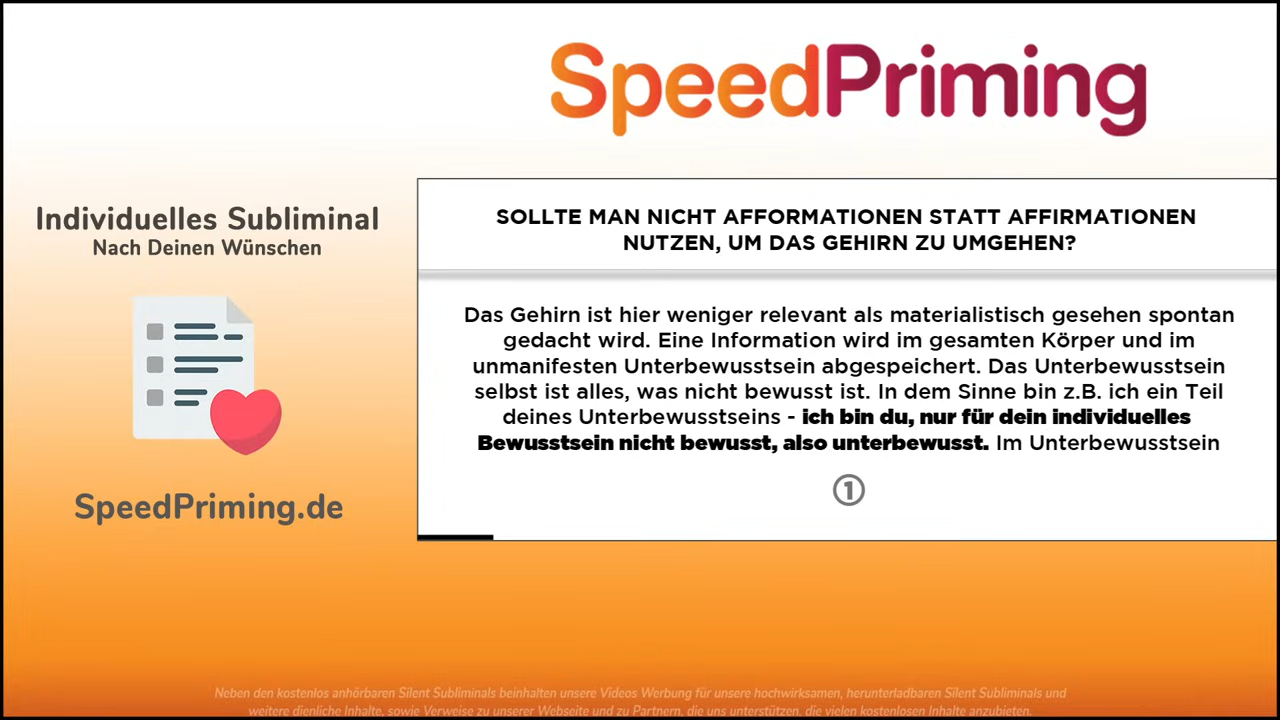 SpeedPriming
Individuelles Subliminal
Nach Deinen Wünschen
SpeedPriming.de
SOLLTE MAN NICHT AFFORMATIONEN STATT AFFIRMATIONEN
NUTZEN, UM DAS GEHIRN ZU UMGEHEN?
Das Gehirn ist hier weniger relevant als materialistisch gesehen spontan
gedacht wird. Eine Information wird im gesamten Körper und im
unmanifesten Unterbewusstsein abgespeichert. Das Unterbewusstsein
selbst ist alles, was nicht bewusst ist. In dem Sinne bin z.B. ich ein Teil
deines Unterbewusstseins - ich bin du, nur für dein individuelles
Bewusstsein nicht bewusst, also unterbewusst. Im Unterbewusstsein
①
Neben den kostenlos anhörbaren Silent Subliminals beinhalten unsere Videos Werbung für unsere hochwirksamen, herunterladbaren Silent Subliminals und
weitere dienliche Inhalte, sowie Verweise zu unserer Webseite und zu Partnern, die uns unterstützen, die vielen kostenlosen Inhalte anzubieten.